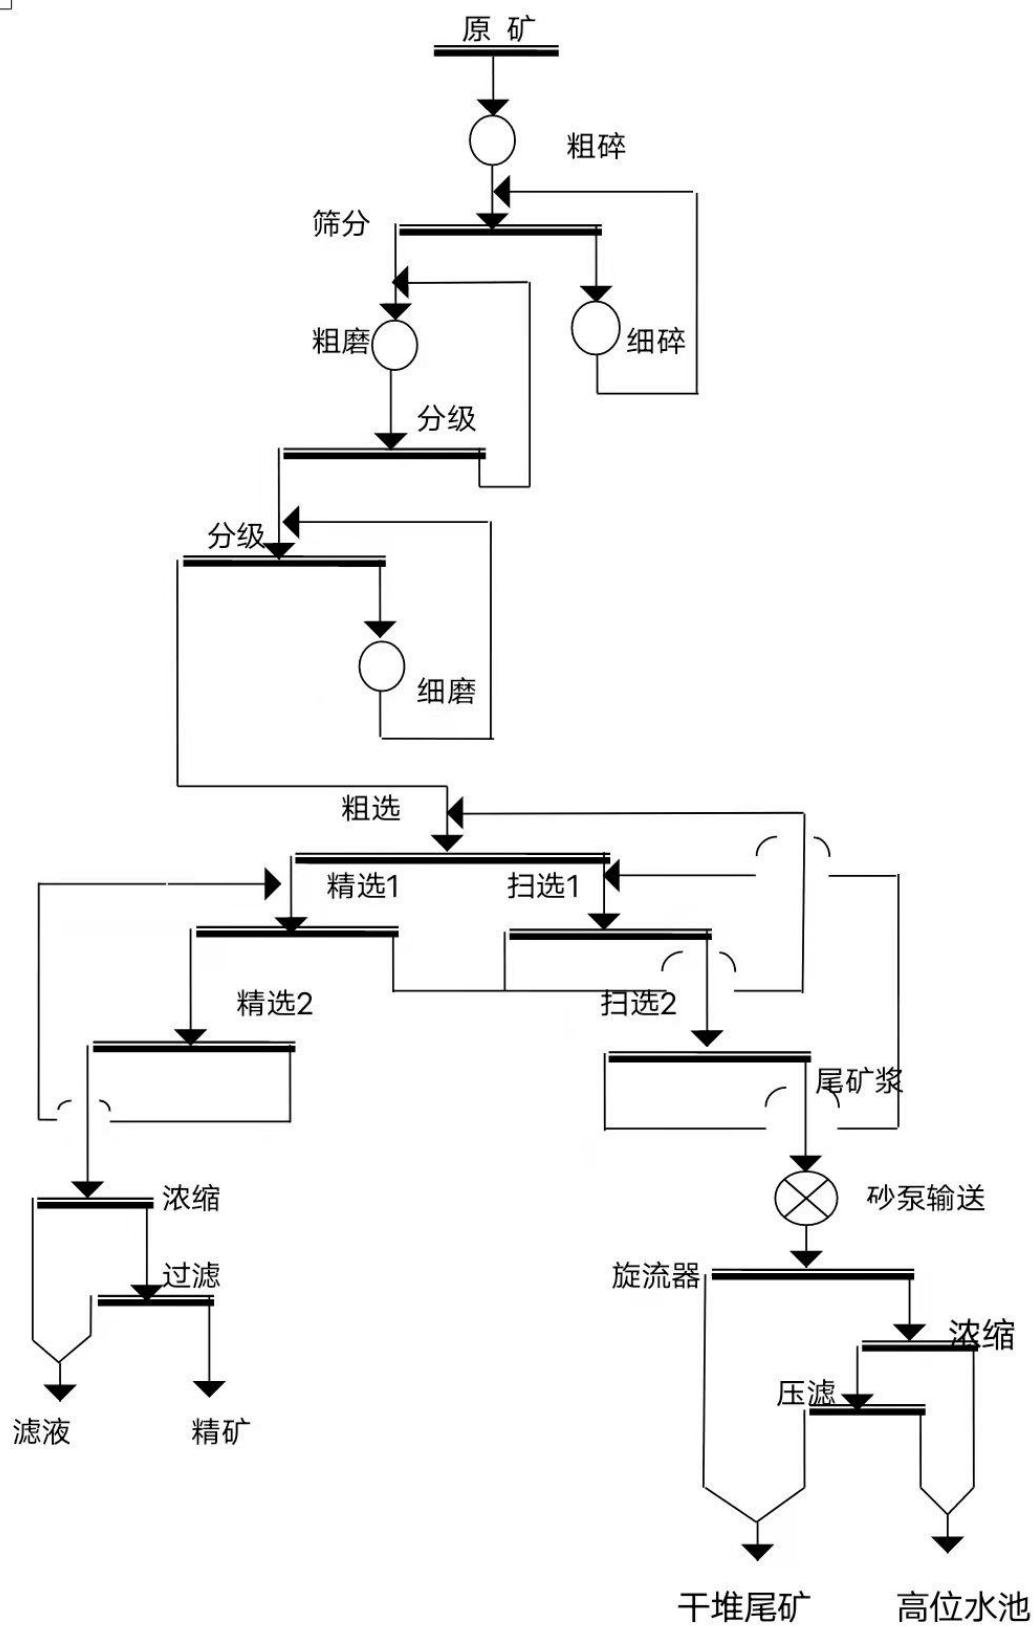 原 矿
粗碎
筛分
粗磨
细碎
分级
分级
细磨
粗选
精选1
扫选1
精选2
扫选2
尾矿浆
浓缩
砂泵输送
过滤
旋流器
浓缩
压滤
滤液
精矿
干堆尾矿
高位水池